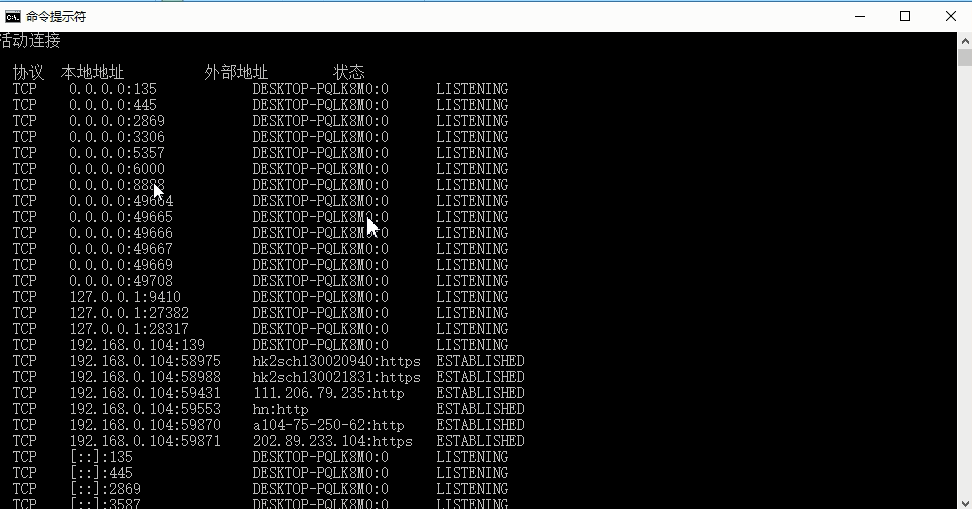 命令提示符
活动连接
协议 本地地址 外部地址 状态
TCP 0.0.0.0:135 DESKTOP-PQLK8M0:0 LISTENING
TCP 0.0.0.0:445 DESKTOP-PQLK8M0:0 LISTENING
TCP 0.0.0.0:2869 DESKTOP-PQLK8M0:0 LISTENING
TCP 0.0.0.0:3306 DESKTOP-PQLK8M0:0 LISTENING
TCP 0.0.0.0:5357 DESKTOP-PQLK8M0:0 LISTENING
TCP 0.0.0.0:6000 DESKTOP-PQLK8M0:0 LISTENING
TCP 0.0.0.0:8888 DESKTOP-PQLK8M0:0 LISTENING
TCP 0.0.0.0:49664 DESKTOP-PQLK8M0:0 LISTENING
TCP 0.0.0.0:49665 DESKTOP-PQLK8M0:0 LISTENING
TCP 0.0.0.0:49666 DESKTOP-PQLK8M0:0 LISTENING
TCP 0.0.0.0:49667 DESKTOP-PQLK8M0:0 LISTENING
TCP 0.0.0.0:49669 DESKTOP-PQLK8M0:0 LISTENING
TCP 0.0.0.0:49708 DESKTOP-PQLK8M0:0 LISTENING
TCP 127.0.0.1:9410 DESKTOP-PQLK8M0:0 LISTENING
TCP 127.0.0.1:27382 DESKTOP-PQLK8M0:0 LISTENING
TCP 127.0.0.1:28317 DESKTOP-PQLK8M0:0 LISTENING
TCP 192.168.0.104:139 DESKTOP-PQLK8M0:0 LISTENING
TCP 192.168.0.104:58975 hk2sch130020940:https ESTABLISHED
TCP 192.168.0.104:58988 hk2sch130021831:https ESTABLISHED
TCP 192.168.0.104:59431 111.206.79.235:http ESTABLISHED
TCP 192.168.0.104:59553 hn:http ESTABLISHED
TCP 192.168.0.104:59870 a104-75-250-62:http ESTABLISHED
TCP 192.168.0.104:59871 202.89.233.104:https ESTABLISHED
TCP [::]:135 DESKTOP-PQLK8M0:0 LISTENING
TCP [::]:445 DESKTOP-PQLK8M0:0 LISTENING
TCP [::]:2869 DESKTOP-PQLK8M0:0 LISTENING
TCP [::]:3587 DESKTOP-PQLK8M0:0 LISTENING